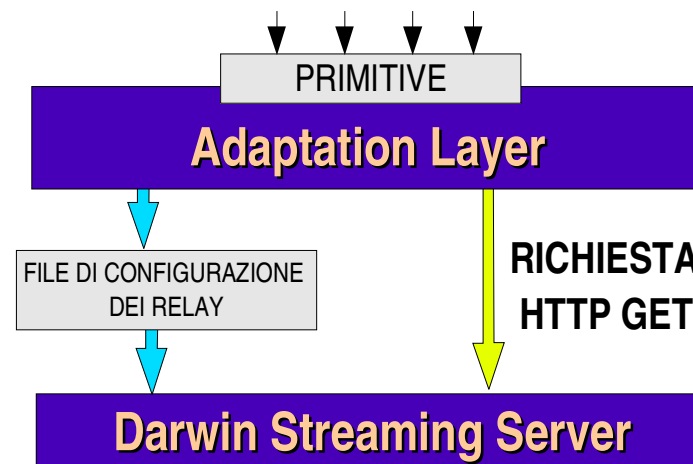 PRIMITIVE
Adaptation Layer
FILE DI CONFIGURAZIONE
DEI RELAY
RICHIESTA
HTTP GET
Darwin Streaming Server